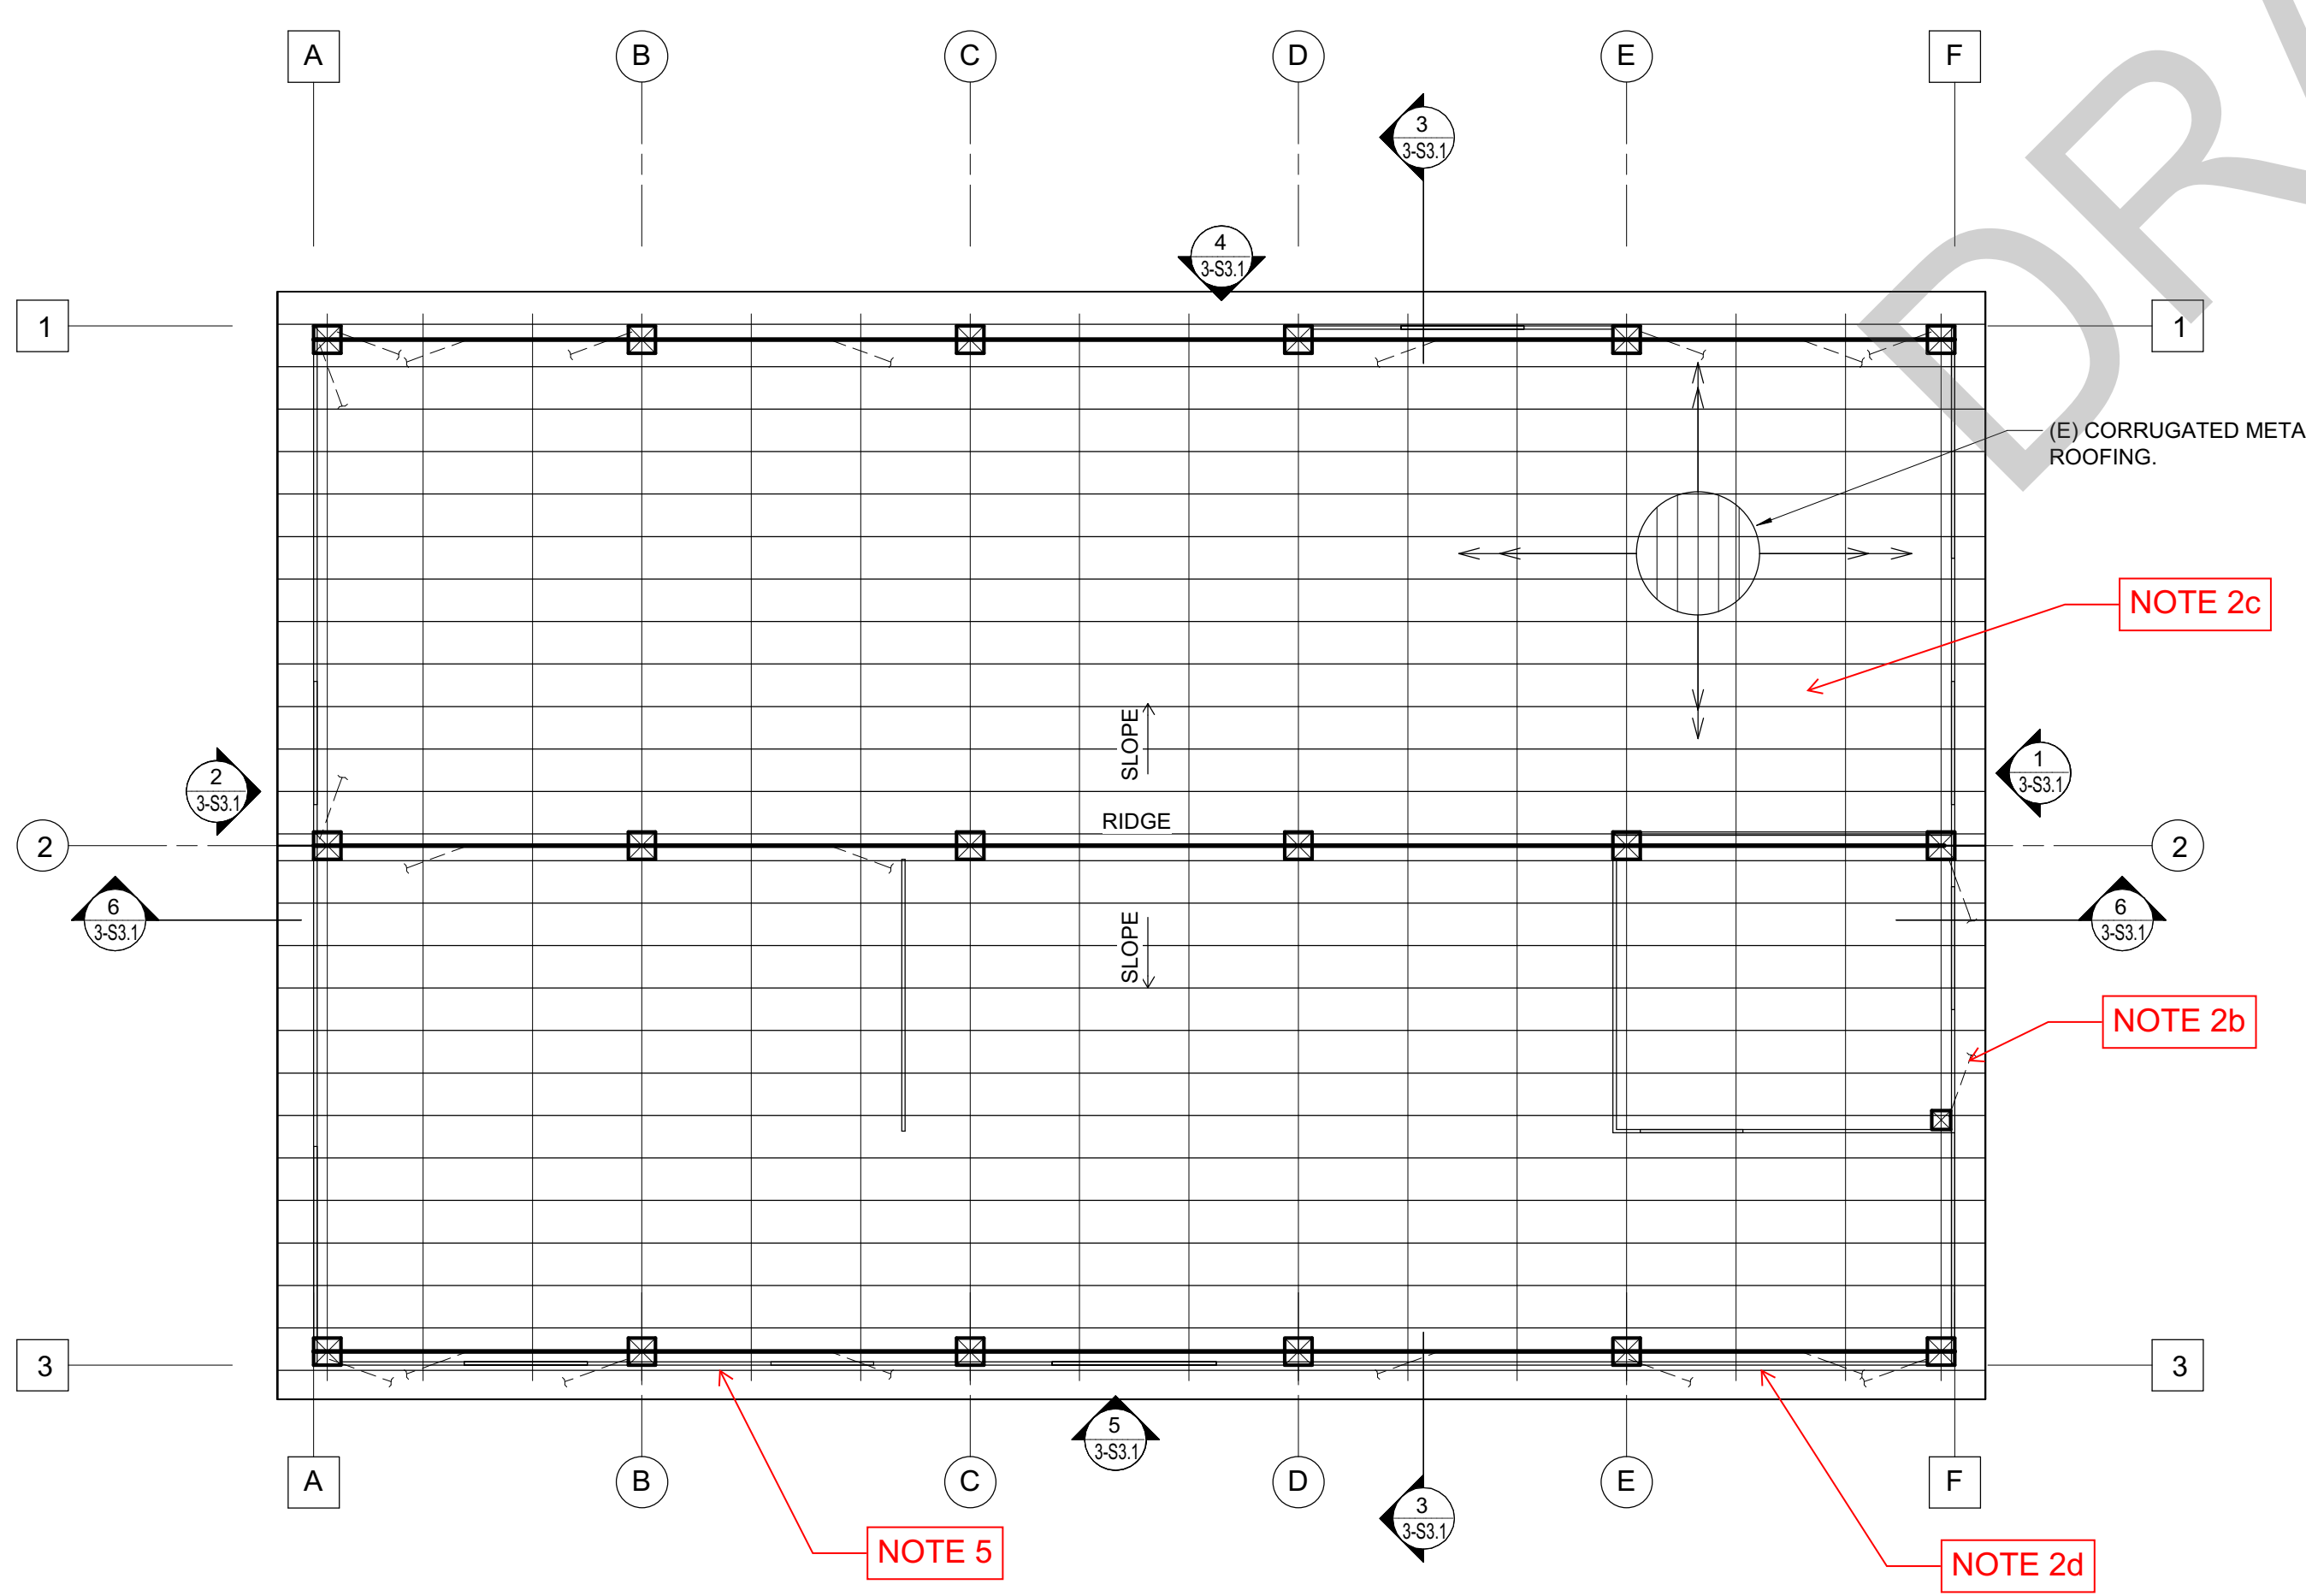 A
B
C
D
E
F
3
3-S3.1
4
3-S3.1
1
1
(E) CORRUGATED META
ROOFING.
NOTE 2c
SLOPE
2
3-S3.1
1
3-S3.1
RIDGE
2
2
6
3-S3.1
SLOPE
6
3-S3.1
NOTE 2b
3
3
5
3-S3.1
A
B
C
D
E
F
3
3-S3.1
NOTE 5
NOTE 2d
DRA